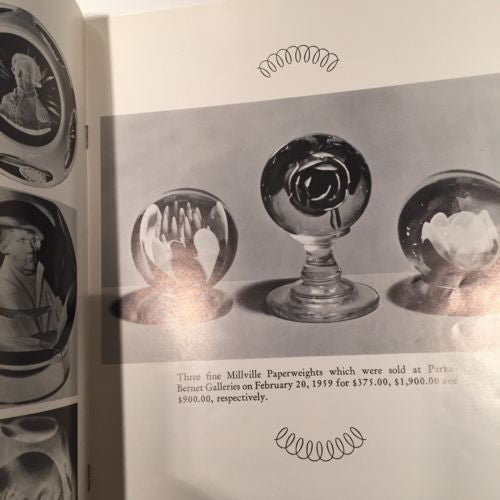 Three fine Millville Paperweights which were sold at Parke-
Bernet Galleries on February 20, 1959 for $375.00, $1,900.00 and
$900.00, respectively.